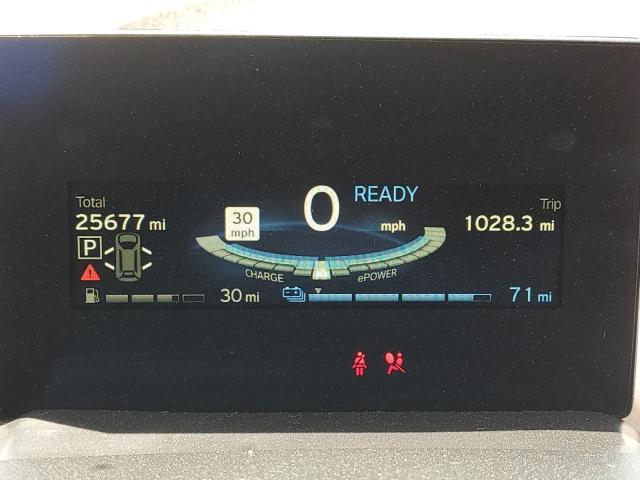 Total
25677 mi
P
30
mph
0
READY
mph
Trip
1028.3 mi
CHARGE
ePOWER
30 mi
71 mi